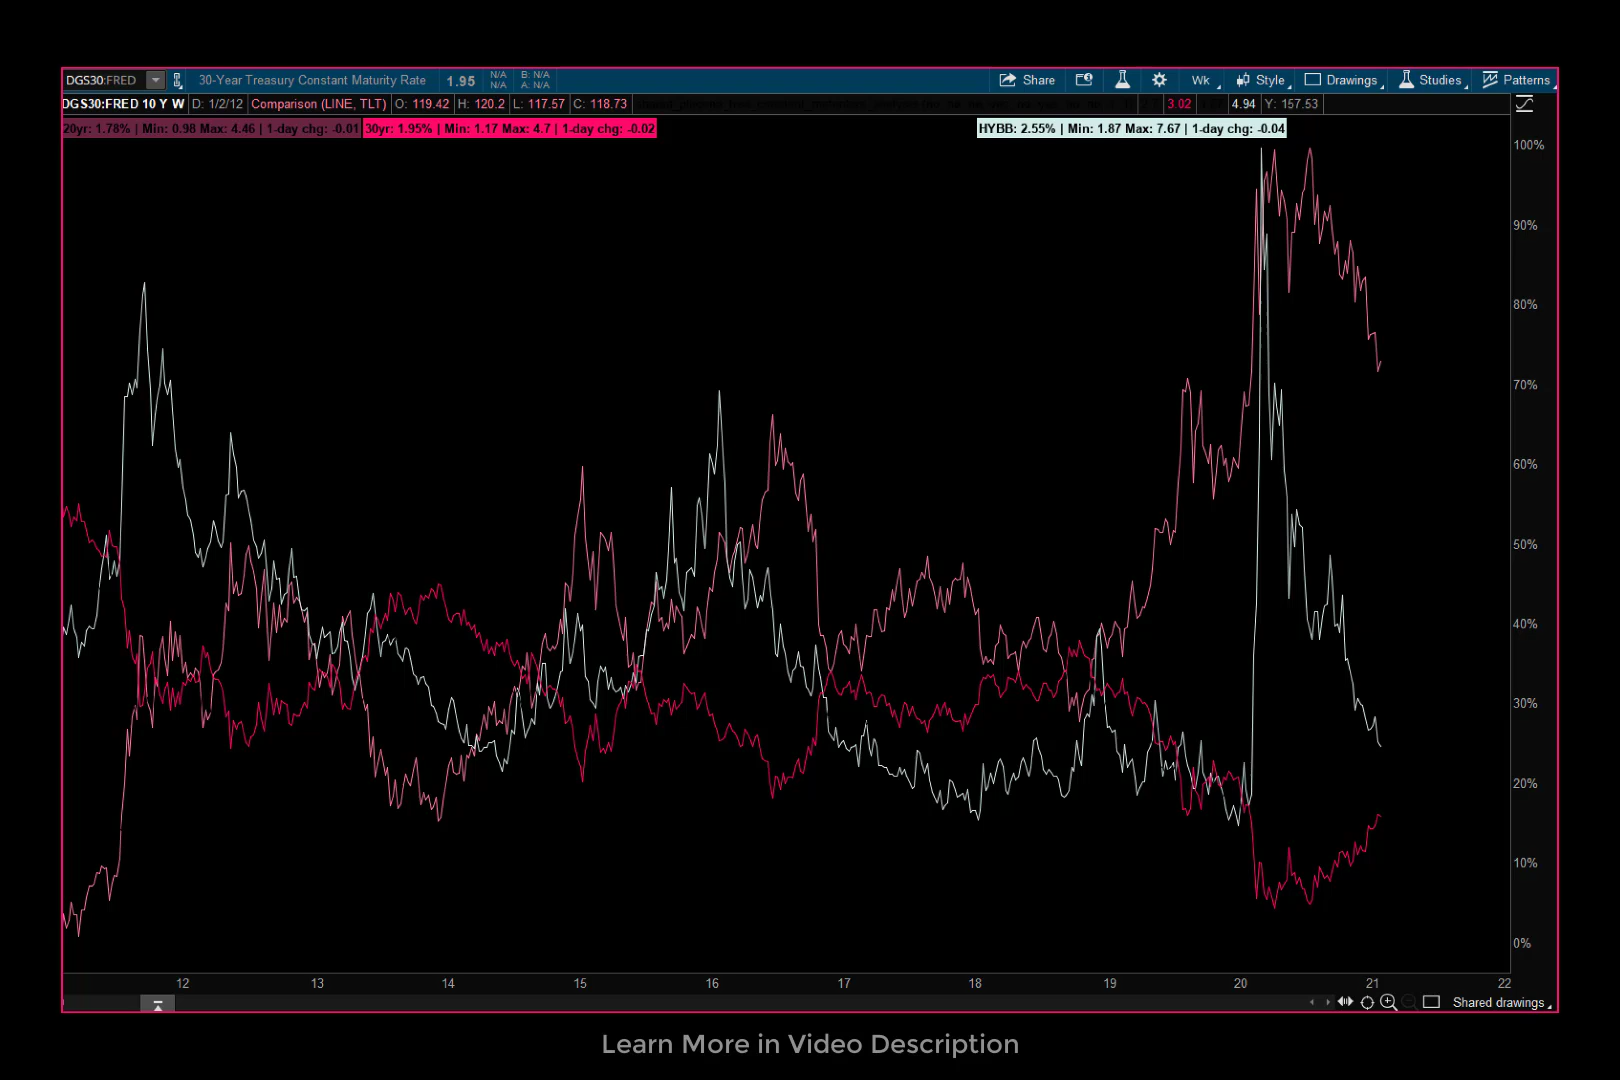 DGS30:FRED 30-Year Treasury Constant Maturity Rate 1.95 N/A N/A B: N/A A: N/A Share Wk Style Drawings Studies Patterns
DGS30:FRED 10 Y W D: 1/2/12 Comparison (LINE, TLT) O: 119.42 H: 120.2 L: 117.57 C: 118.73 3.02 4.94 Y: 157.53
20yr: 1.78% | Min: 0.98 Max: 4.46 | 1-day chg: -0.01 30yr: 1.95% | Min: 1.17 Max: 4.7 | 1-day chg: -0.02 HYBB: 2.55% | Min: 1.87 Max: 7.67 | 1-day chg: -0.04
100%
90%
80%
70%
60%
50%
40%
30%
20%
10%
0%
12 13 14 15 16 17 18 19 20 21 22
Shared drawings
Learn More in Video Description